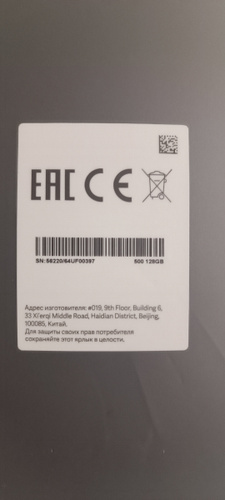 EAC CE
SN:56220/64UF00397 500 128GB
Адрес изготовителя: #019, 9th Floor, Building 6,
33 Xi'erqi Middle Road, Haidian District, Beijing,
100085, Китай.
Для защиты своих прав потребителя
сохраняйте этот ярлык в целости.